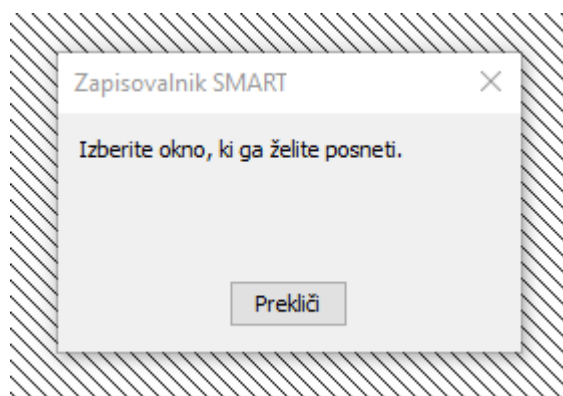 Zapisovalnik SMART
Izberite okno, ki ga želite posneti.
Prekliči